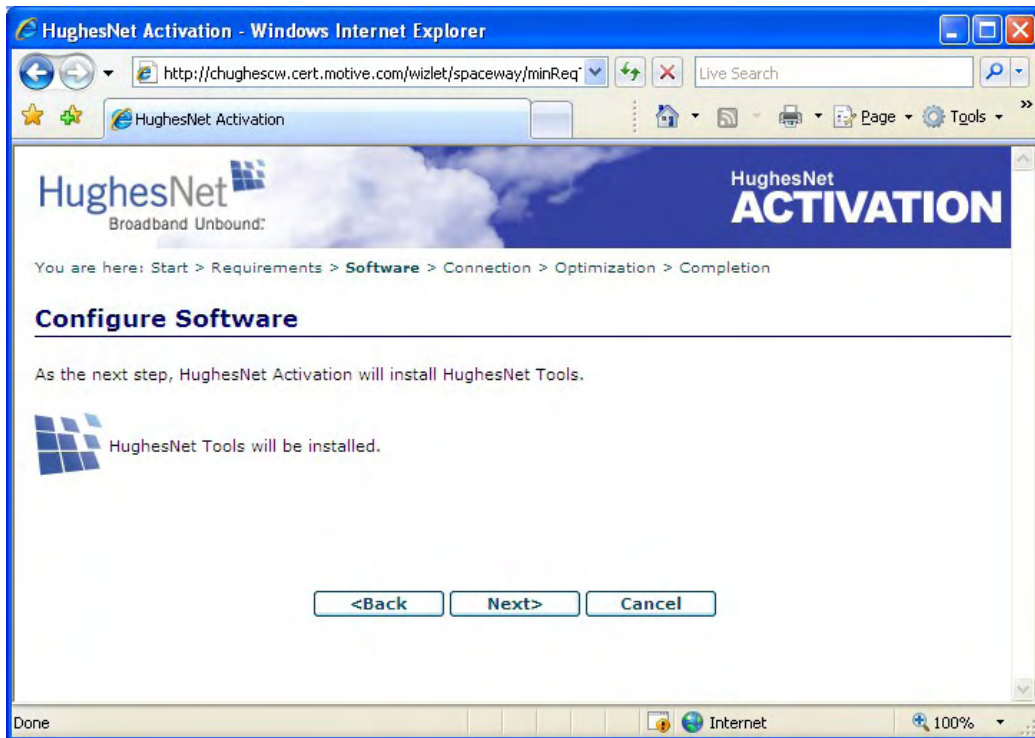 HughesNet Activation - Windows Internet Explorer
http://chughescw.cert.motive.com/wizlet/spaceway/minReq
Live Search
HughesNet Activation
Page
Tools
»
HughesNet
Broadband Unbound.™
HughesNet
ACTIVATION
You are here: Start > Requirements > Software > Connection > Optimization > Completion
Configure Software
As the next step, HughesNet Activation will install HughesNet Tools.
HughesNet Tools will be installed.
<Back
Next>
Cancel
Done
Internet
100%